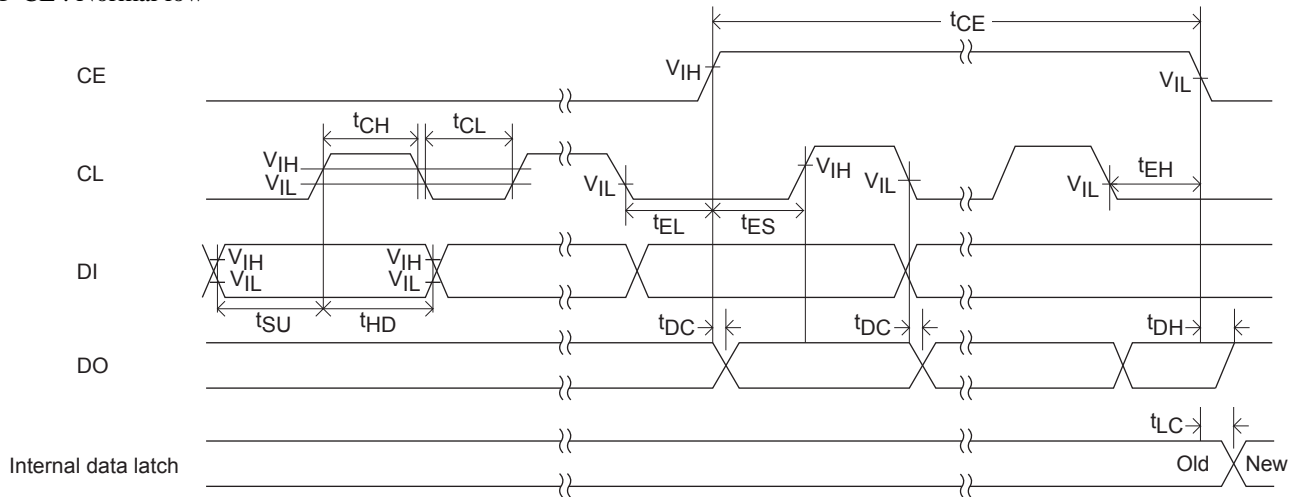 CE : Normal low
tCE
CE
VIH
VIL
tCH
tCL
CL
VIH
VIL
VIL
VIH
VIL
VIL
tEH
tEL
tES
DI
VIH
VIL
VIH
VIL
tSU
tHD
tDC
tDC
tDH
DO
tLC
Internal data latch
Old
New